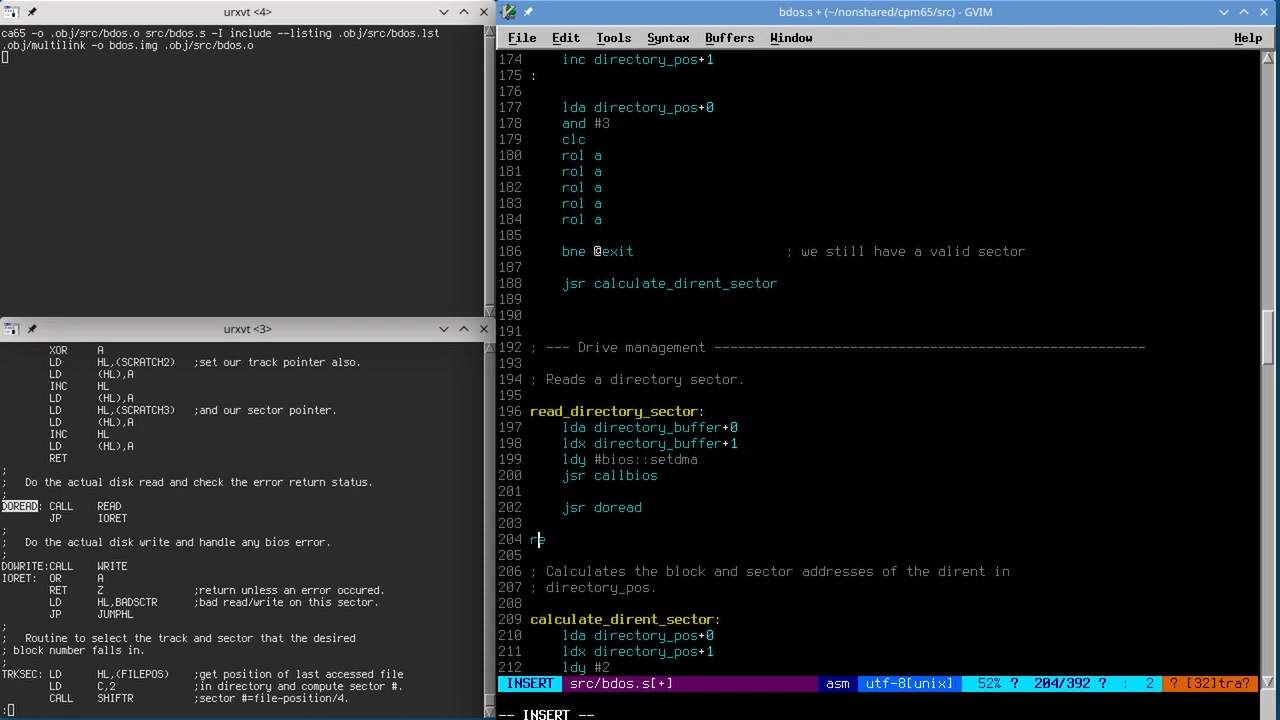 urxvt <4>
ca65 -o .obj/src/bdos.o src/bdos.s -I include --listing .obj/src/bdos.lst
.obj/multilink -o bdos.img .obj/src/bdos.o
urxvt <3>
XOR A
LD HL,(SCRATCH2) ;set our track pointer also.
LD (HL),A
INC HL
LD (HL),A
LD HL,(SCRATCH3) ;and our sector pointer.
LD (HL),A
INC HL
LD (HL),A
RET
;
; Do the actual disk read and check the error return status.
;
DOREAD: CALL READ
JP IORET
;
; Do the actual disk write and handle any bios error.
;
DOWRITE:CALL WRITE
IORET: OR A
RET Z ;return unless an error occured.
LD HL,BADSCTR ;bad read/write on this sector.
JP JUMPHL
;
; Routine to select the track and sector that the desired
; block number falls in.
;
TRKSEC: LD HL,(FILEPOS) ;get position of last accessed file
LD C,2 ;in directory and compute sector #.
CALL SHIFTR ;sector #=file-position/4.
:
bdos.s + (~/nonshared/cpm65/src) - GVIM
File Edit Tools Syntax Buffers Window Help
174 inc directory_pos+1
175 :
176
177 lda directory_pos+0
178 and #3
179 clc
180 rol a
181 rol a
182 rol a
183 rol a
184 rol a
185
186 bne @exit ; we still have a valid sector
187
188 jsr calculate_dirent_sector
189
190
191
192 ; --- Drive management ------------------------------------------------------
193
194 ; Reads a directory sector.
195
196 read_directory_sector:
197 lda directory_buffer+0
198 ldx directory_buffer+1
199 ldy #bios::setdma
200 jsr callbios
201
202 jsr doread
203
204 re
205
206 ; Calculates the block and sector addresses of the dirent in
207 ; directory_pos.
208
209 calculate_dirent_sector:
210 lda directory_pos+0
211 ldx directory_pos+1
212 ldy #2
INSERT src/bdos.s[+] asm utf-8[unix] 52% ? 204/392 ? : 2 ? [32]tra?
-- INSERT --